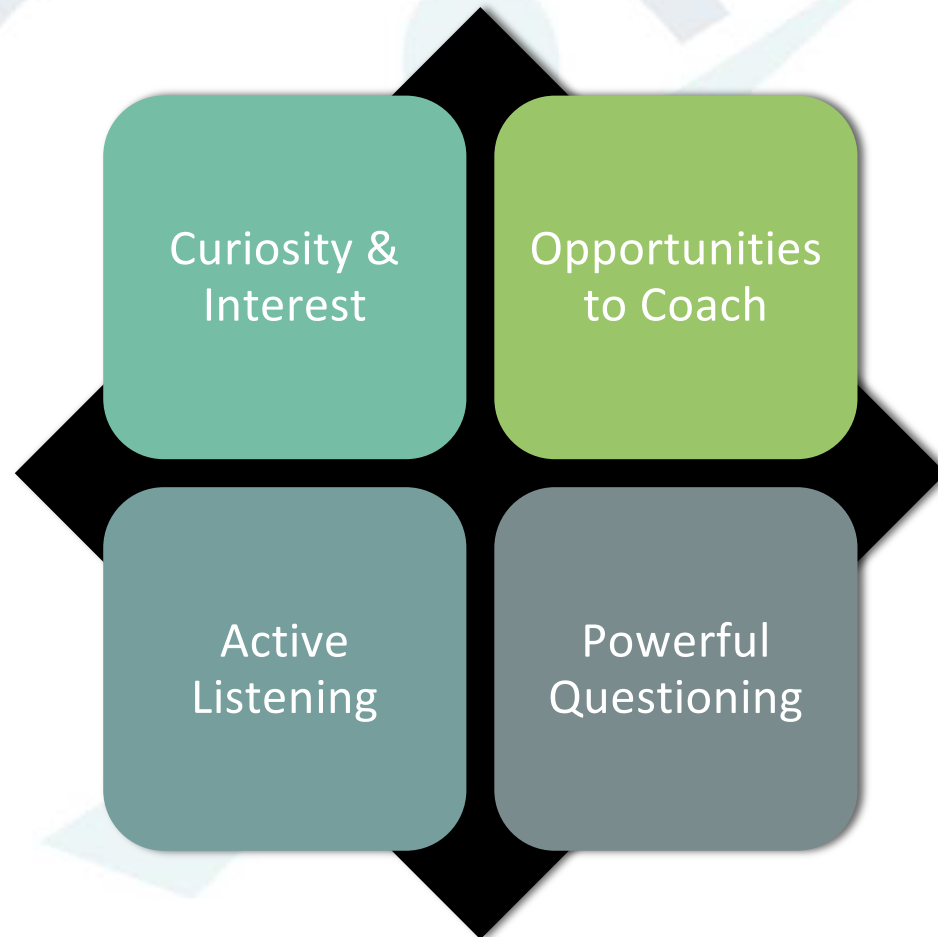 Curiosity &
Interest
Opportunities
to Coach
Active
Listening
Powerful
Questioning